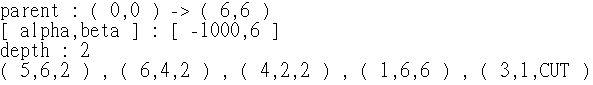 parent : ( 0,0 ) -> ( 6,6 )
[ alpha,beta ] : [ -1000,6 ]
depth : 2
( 5,6,2 ) , ( 6,4,2 ) , ( 4,2,2 ) , ( 1,6,6 ) , ( 3,1,CUT )